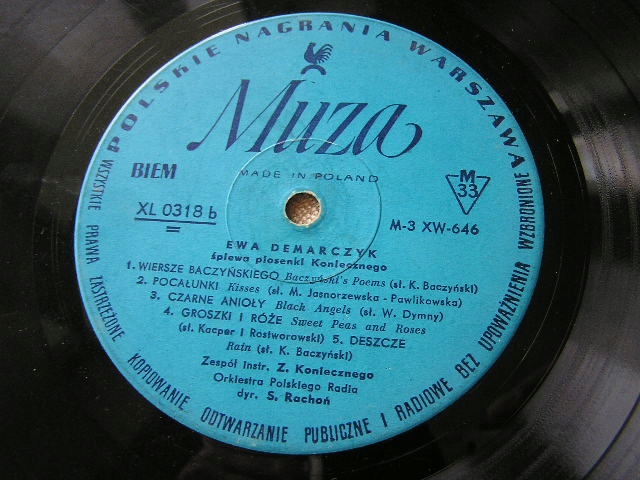 POLSKIE NAGRANIA WARSZAWA
Muza
BIEM
MADE IN POLAND
M
33
XL 0318 b
M-3 XW-646
EWA DEMARCZYK
śpiewa piosenki Koniecznego
1. WIERSZE BACZYŃSKIEGO Baczyński's Poems (sł. K. Baczyński)
2. POCAŁUNKI Kisses (sł. M. Jasnorzewska - Pawlikowska)
3. CZARNE ANIOŁY Black Angels (sł. W. Dymny)
4. GROSZKI I RÓŻE Sweet Peas and Roses
(sł. Kacper i Rostworowski) 5. DESZCZE
Rain (sł. K. Baczyński)
Zespół Instr. Z. Koniecznego
Orkiestra Polskiego Radia
dyr. S. Rachoń
WSZYSTKIE PRAWA ZASTRZEŻONE KOPIOWANIE ODTWARZANIE PUBLICZNE I RADIOWE BEZ UPOWAŻNIENIA WZBRONIONE